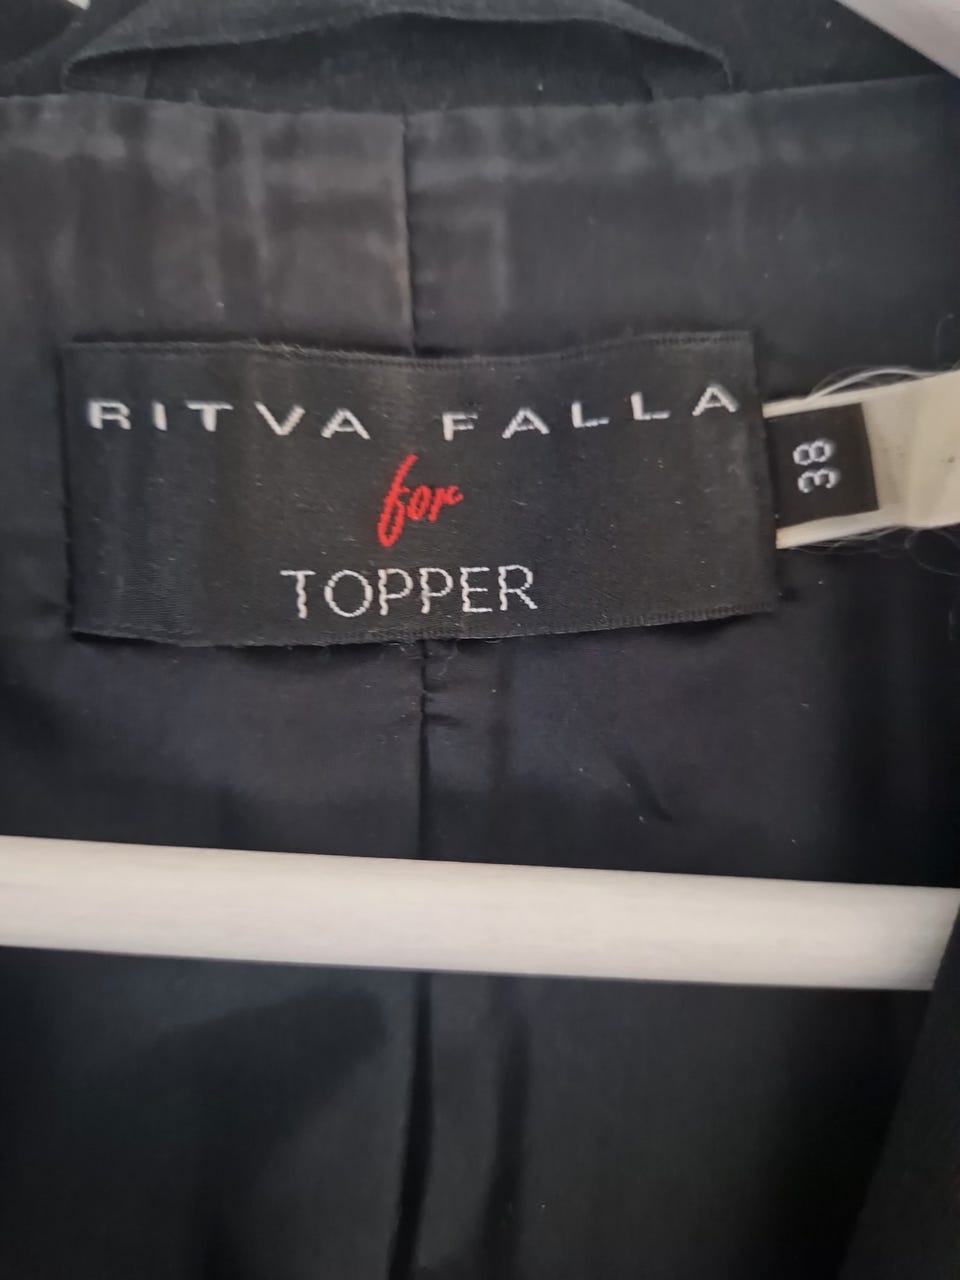 RITVA FALLA
for
TOPPER
38